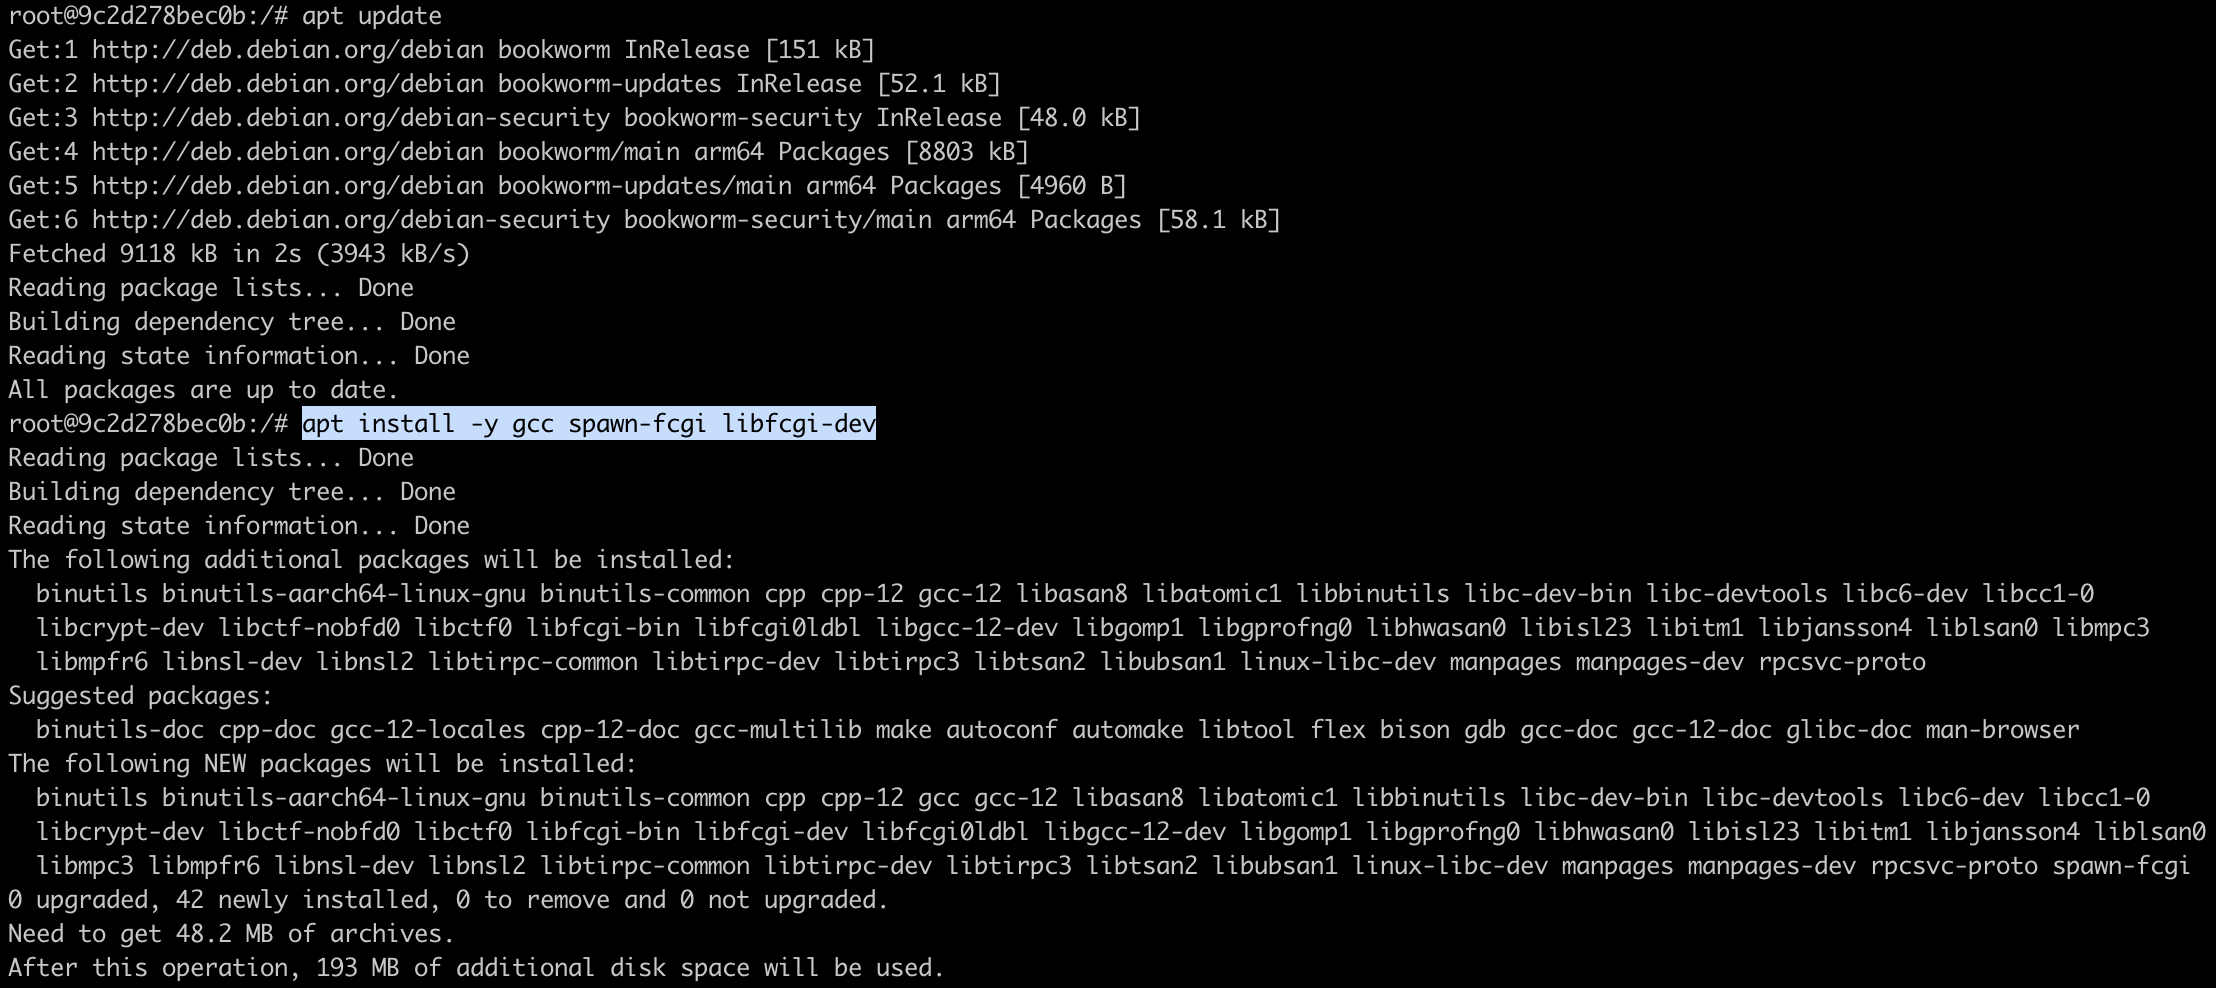 root@9c2d278bec0b:/# apt update
Get:1 http://deb.debian.org/debian bookworm InRelease [151 kB]
Get:2 http://deb.debian.org/debian bookworm-updates InRelease [52.1 kB]
Get:3 http://deb.debian.org/debian-security bookworm-security InRelease [48.0 kB]
Get:4 http://deb.debian.org/debian bookworm/main arm64 Packages [8803 kB]
Get:5 http://deb.debian.org/debian bookworm-updates/main arm64 Packages [4960 B]
Get:6 http://deb.debian.org/debian-security bookworm-security/main arm64 Packages [58.1 kB]
Fetched 9118 kB in 2s (3943 kB/s)
Reading package lists... Done
Building dependency tree... Done
Reading state information... Done
All packages are up to date.
root@9c2d278bec0b:/# apt install -y gcc spawn-fcgi libfcgi-dev
Reading package lists... Done
Building dependency tree... Done
Reading state information... Done
The following additional packages will be installed:
  binutils binutils-aarch64-linux-gnu binutils-common cpp cpp-12 gcc-12 libasan8 libatomic1 libbinutils libc-dev-bin libc-devtools libc6-dev libcc1-0
  libcrypt-dev libctf-nobfd0 libctf0 libfcgi-bin libfcgi0ldbl libgcc-12-dev libgomp1 libgprofng0 libhwasan0 libisl23 libitm1 libjansson4 liblsan0 libmpc3
  libmpfr6 libnsl-dev libnsl2 libtirpc-common libtirpc-dev libtirpc3 libtsan2 libubsan1 linux-libc-dev manpages manpages-dev rpcsvc-proto
Suggested packages:
  binutils-doc cpp-doc gcc-12-locales cpp-12-doc gcc-multilib make autoconf automake libtool flex bison gdb gcc-doc gcc-12-doc glibc-doc man-browser
The following NEW packages will be installed:
  binutils binutils-aarch64-linux-gnu binutils-common cpp cpp-12 gcc gcc-12 libasan8 libatomic1 libbinutils libc-dev-bin libc-devtools libc6-dev libcc1-0
  libcrypt-dev libctf-nobfd0 libctf0 libfcgi-bin libfcgi-dev libfcgi0ldbl libgcc-12-dev libgomp1 libgprofng0 libhwasan0 libisl23 libitm1 libjansson4 liblsan0
  libmpc3 libmpfr6 libnsl-dev libnsl2 libtirpc-common libtirpc-dev libtirpc3 libtsan2 libubsan1 linux-libc-dev manpages manpages-dev rpcsvc-proto spawn-fcgi
0 upgraded, 42 newly installed, 0 to remove and 0 not upgraded.
Need to get 48.2 MB of archives.
After this operation, 193 MB of additional disk space will be used.